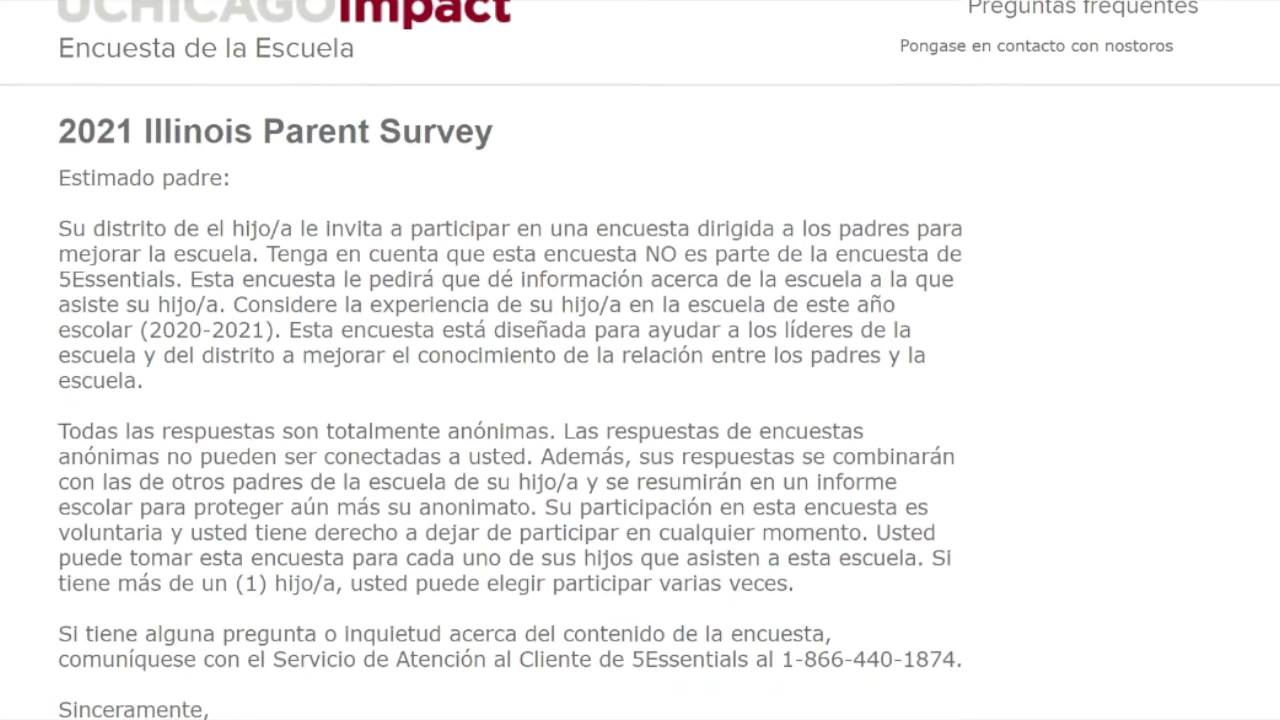 UCHICAGOImpact
Preguntas frequentes
Encuesta de la Escuela
Pongase en contacto con nostoros
2021 Illinois Parent Survey
Estimado padre:
Su distrito de el hijo/a le invita a participar en una encuesta dirigida a los padres para
mejorar la escuela. Tenga en cuenta que esta encuesta NO es parte de la encuesta de
5Essentials. Esta encuesta le pedirá que dé información acerca de la escuela a la que
asiste su hijo/a. Considere la experiencia de su hijo/a en la escuela de este año
escolar (2020-2021). Esta encuesta está diseñada para ayudar a los líderes de la
escuela y del distrito a mejorar el conocimiento de la relación entre los padres y la
escuela.
Todas las respuestas son totalmente anónimas. Las respuestas de encuestas
anónimas no pueden ser conectadas a usted. Además, sus respuestas se combinarán
con las de otros padres de la escuela de su hijo/a y se resumirán en un informe
escolar para proteger aún más su anonimato. Su participación en esta encuesta es
voluntaria y usted tiene derecho a dejar de participar en cualquier momento. Usted
puede tomar esta encuesta para cada uno de sus hijos que asisten a esta escuela. Si
tiene más de un (1) hijo/a, usted puede elegir participar varias veces.
Si tiene alguna pregunta o inquietud acerca del contenido de la encuesta,
comuníquese con el Servicio de Atención al Cliente de 5Essentials al 1-866-440-1874.
Sinceramente,